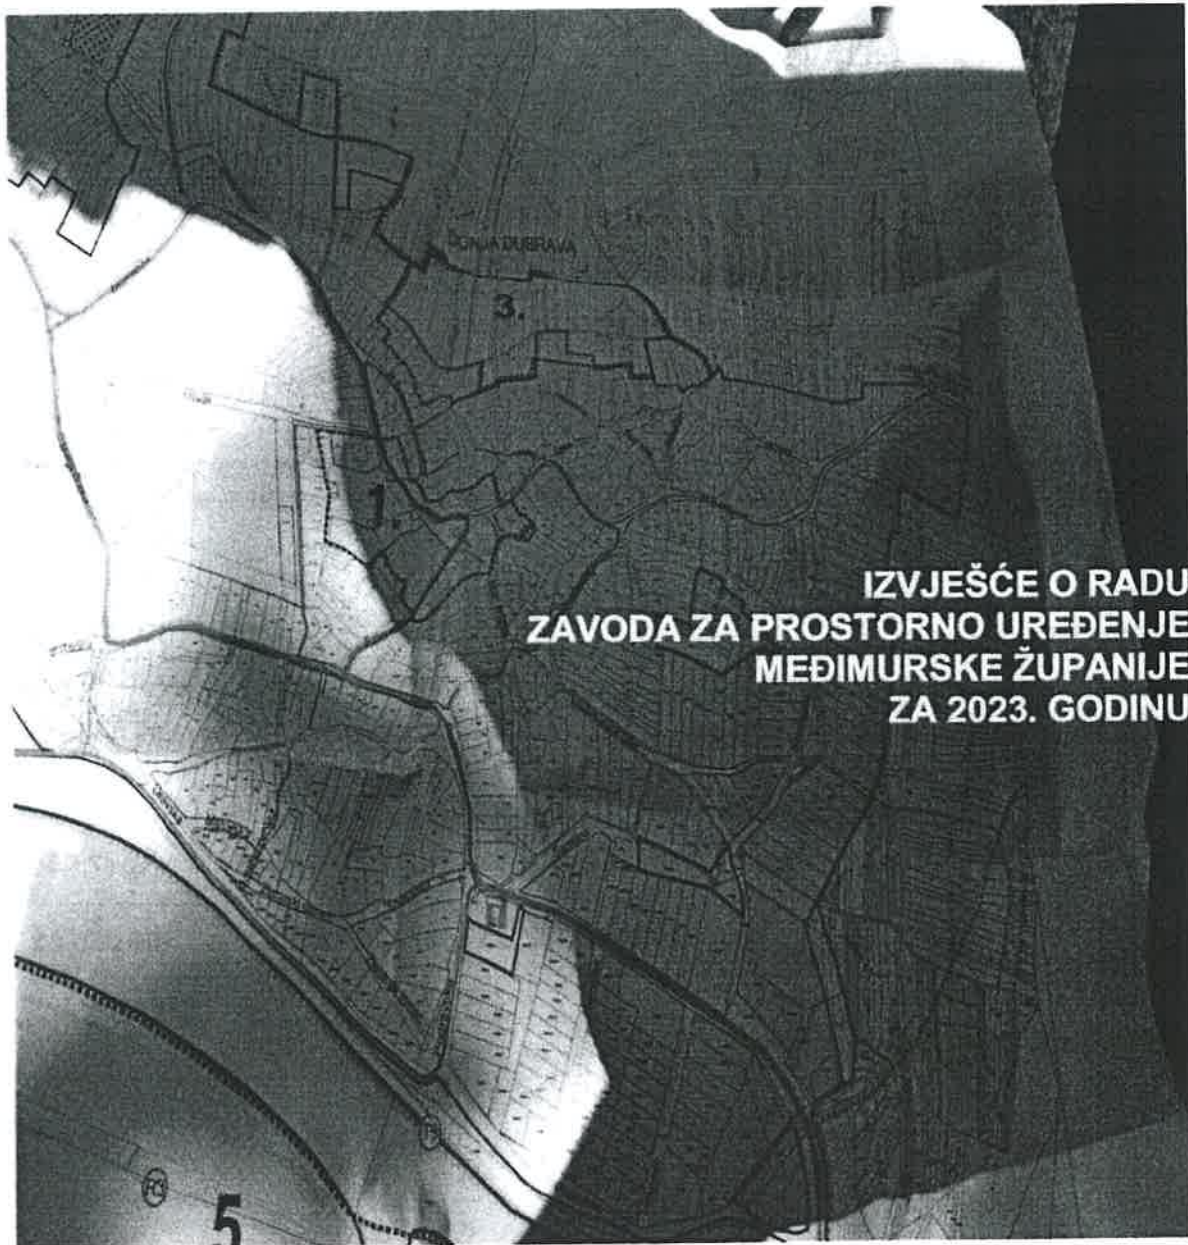 DONJA DUBRAVA
3.
1.
IZVJEŠĆE O RADU
ZAVODA ZA PROSTORNO UREĐENJE
MEĐIMURSKE ŽUPANIJE
ZA 2023. GODINU
5